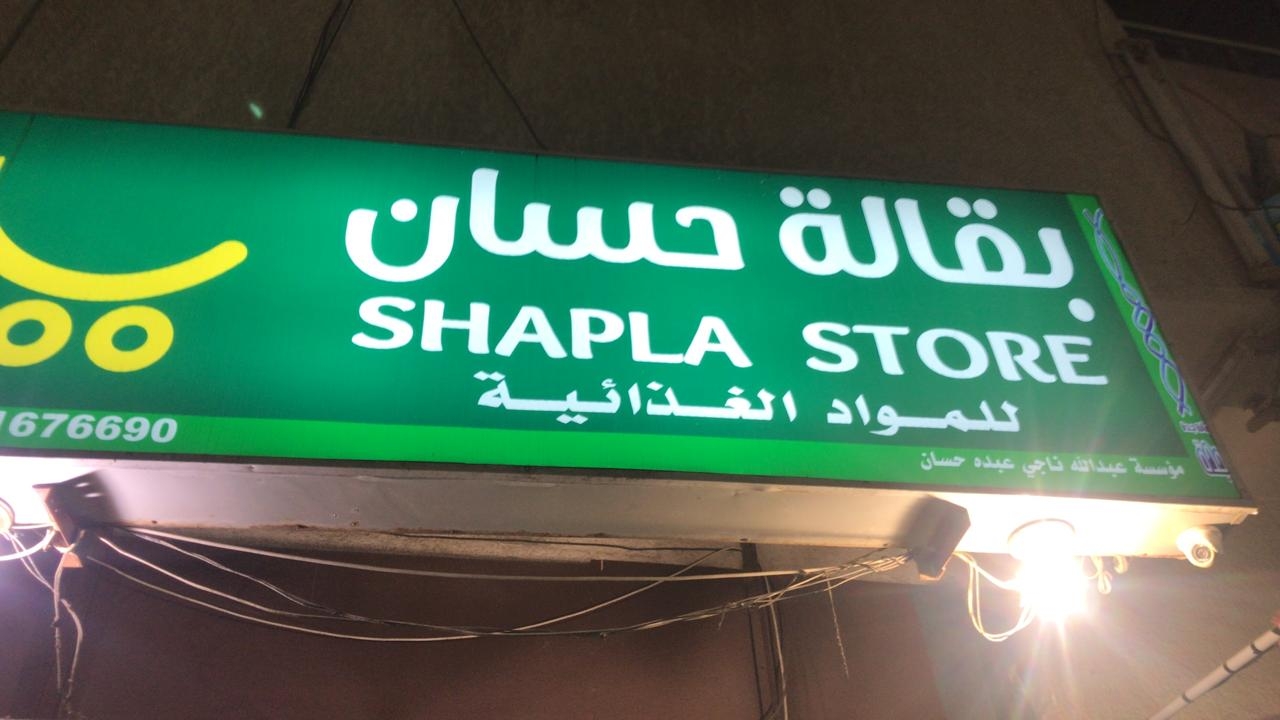 بقالة حسان
SHAPLA STORE
للمواد الغذائية
مؤسسة عبدالله ناجي عبده حسان
1676690